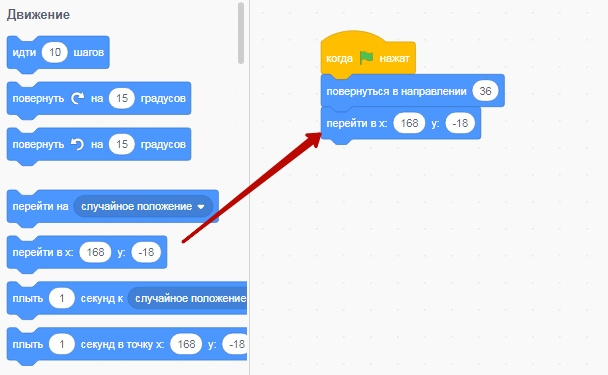 Движение
идти 10 шагов
повернуть на 15 градусов
повернуть на 15 градусов
перейти на случайное положение
перейти в x: 168 y: -18
плыть 1 секунд к случайное положение
плыть 1 секунд в точку x: 168 y: -18
когда нажат
повернуться в направлении 36
перейти в x: 168 y: -18